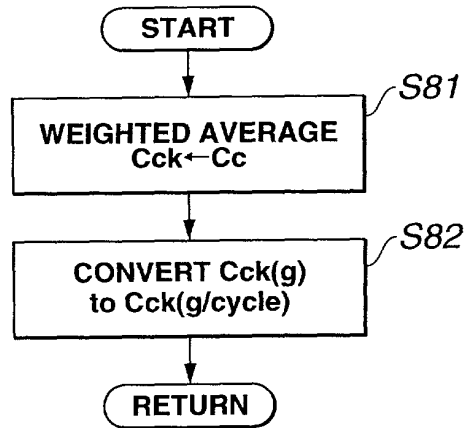 START
S81
WEIGHTED AVERAGE
Cck←Cc
S82
CONVERT Cck(g)
to Cck(g/cycle)
RETURN